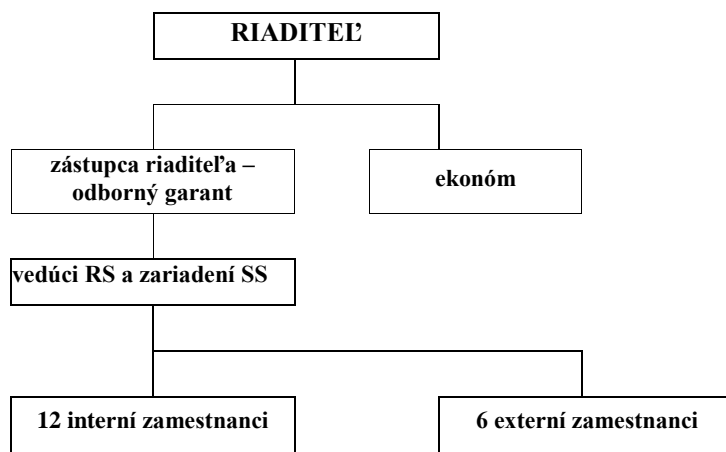 RIADITEĽ
zástupca riaditeľa –
odborný garant
ekonóm
vedúci RS a zariadení SS
12 interní zamestnanci
6 externí zamestnanci